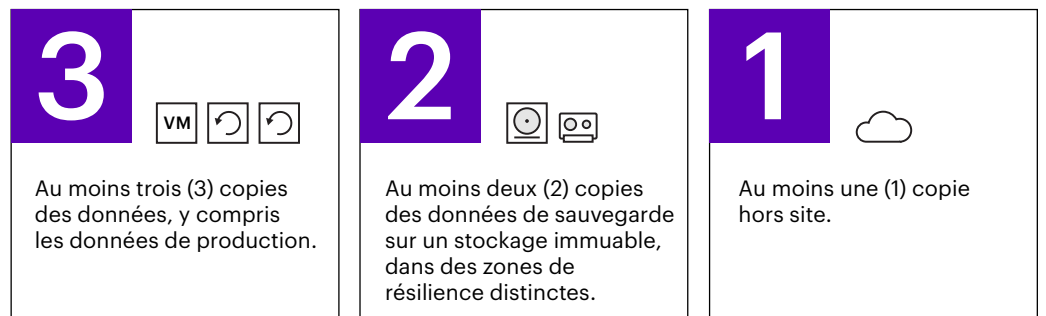 3
VM
Au moins trois (3) copies
des données, y compris
les données de production.
2
Au moins deux (2) copies
des données de sauvegarde
sur un stockage immuable,
dans des zones de
résilience distinctes.
1
Au moins une (1) copie
hors site.